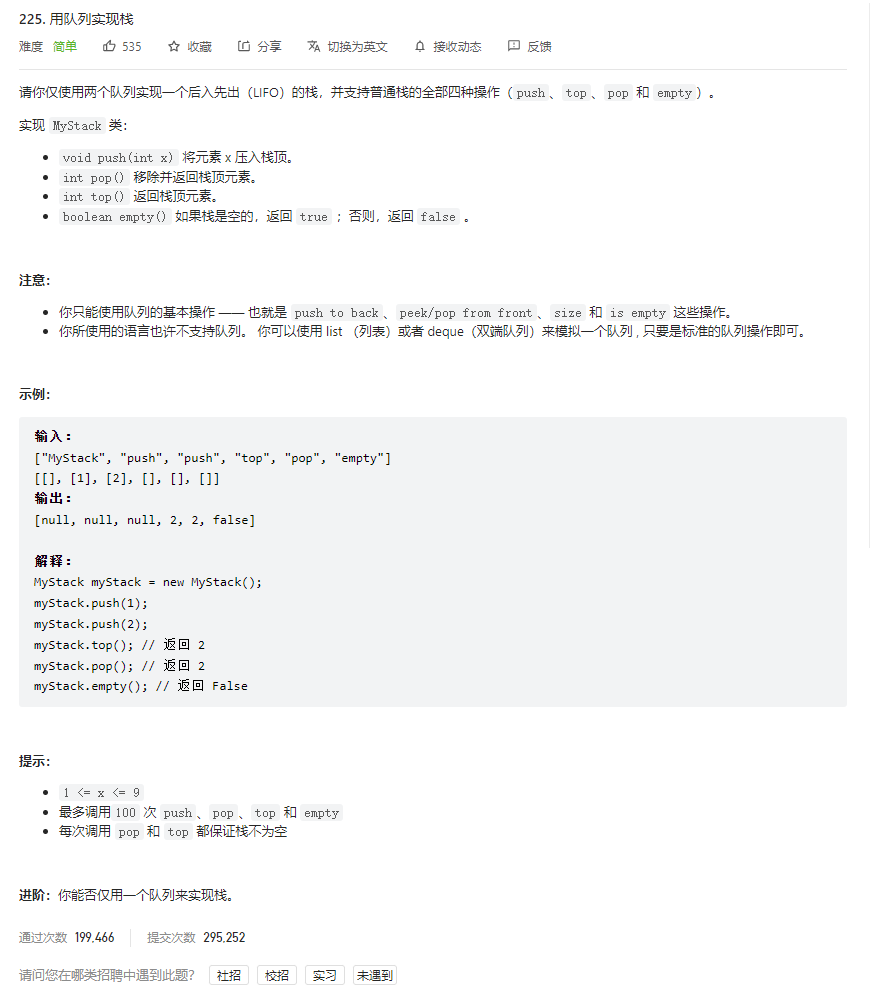 225. 用队列实现栈
难度 简单 535 收藏 分享 切换为英文 接收动态 反馈
请你仅使用两个队列实现一个后入先出（LIFO）的栈，并支持普通栈的全部四种操作（push、top、pop 和 empty）。
实现 MyStack 类：
void push(int x) 将元素 x 压入栈顶。
int pop() 移除并返回栈顶元素。
int top() 返回栈顶元素。
boolean empty() 如果栈是空的，返回 true ；否则，返回 false 。
注意：
你只能使用队列的基本操作 —— 也就是 push to back、peek/pop from front、size 和 is empty 这些操作。
你所使用的语言也许不支持队列。 你可以使用 list （列表）或者 deque（双端队列）来模拟一个队列 , 只要是标准的队列操作即可。
示例：
输入：
["MyStack", "push", "push", "top", "pop", "empty"]
[[], [1], [2], [], [], []]
输出：
[null, null, null, 2, 2, false]
解释：
MyStack myStack = new MyStack();
myStack.push(1);
myStack.push(2);
myStack.top(); // 返回 2
myStack.pop(); // 返回 2
myStack.empty(); // 返回 False
提示：
1 <= x <= 9
最多调用100 次 push、pop、top 和 empty
每次调用 pop 和 top 都保证栈不为空
进阶：你能否仅用一个队列来实现栈。
通过次数 199,466 提交次数 295,252
请问您在哪类招聘中遇到此题？ 社招 校招 实习 未遇到